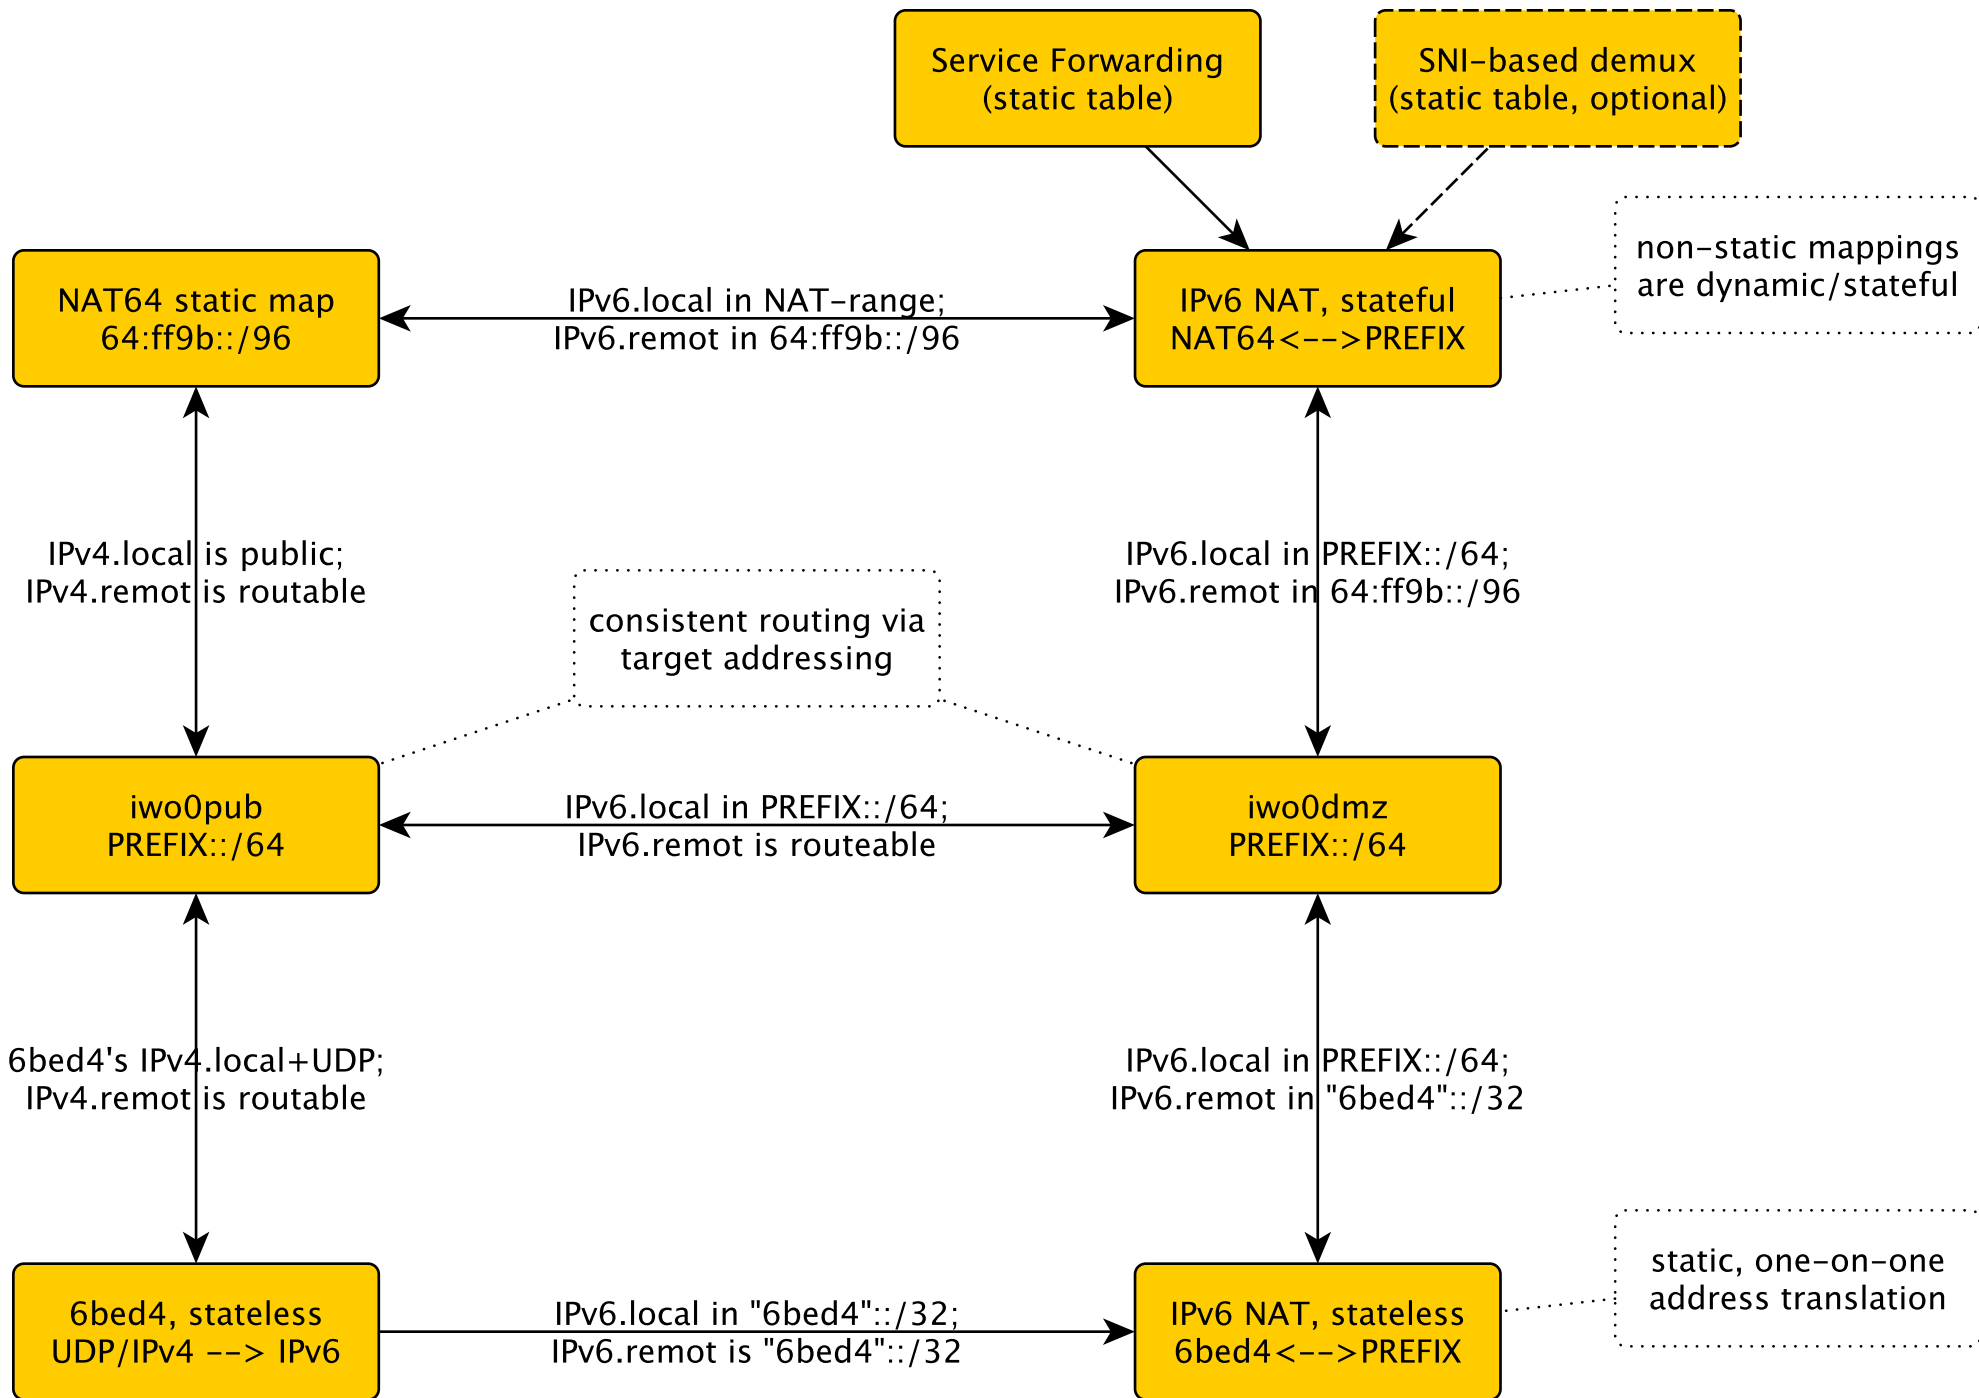 Service Forwarding
(static table)
SNI-based demux
(static table, optional)
non-static mappings
are dynamic/stateful
NAT64 static map
64:ff9b::/96
IPv6.local in NAT-range;
IPv6.remot in 64:ff9b::/96
IPv6 NAT, stateful
NAT64<-->PREFIX
IPv4.local is public;
IPv4.remot is routable
consistent routing via
target addressing
IPv6.local in PREFIX::/64;
IPv6.remot in 64:ff9b::/96
iwo0pub
PREFIX::/64
IPv6.local in PREFIX::/64;
IPv6.remot is routeable
iwo0dmz
PREFIX::/64
6bed4's IPv4.local+UDP;
IPv4.remot is routable
IPv6.local in PREFIX::/64;
IPv6.remot in "6bed4"::/32
6bed4, stateless
UDP/IPv4 --> IPv6
IPv6.local in "6bed4"::/32;
IPv6.remot is "6bed4"::/32
IPv6 NAT, stateless
6bed4<-->PREFIX
static, one-on-one
address translation